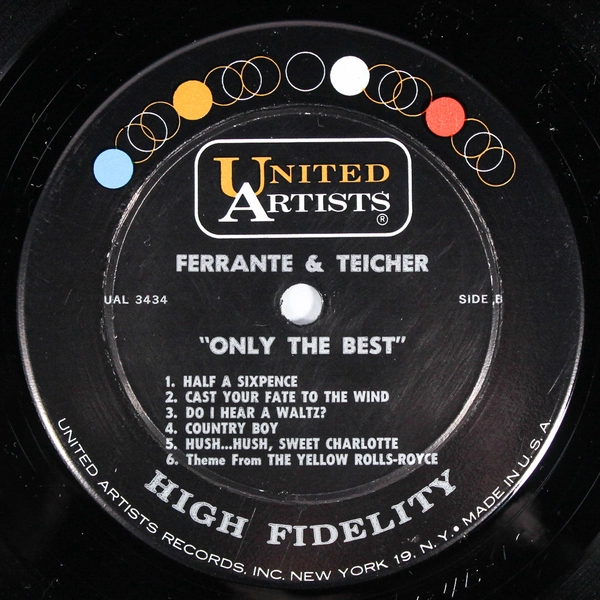 UNITED
ARTISTS
®
FERRANTE & TEICHER
UAL 3434
SIDE B
"ONLY THE BEST"
1. HALF A SIXPENCE
2. CAST YOUR FATE TO THE WIND
3. DO I HEAR A WALTZ?
4. COUNTRY BOY
5. HUSH...HUSH, SWEET CHARLOTTE
6. Theme From THE YELLOW ROLLS-ROYCE
HIGH FIDELITY
UNITED ARTISTS RECORDS, INC. NEW YORK 19, N.Y. • MADE IN U.S.A.